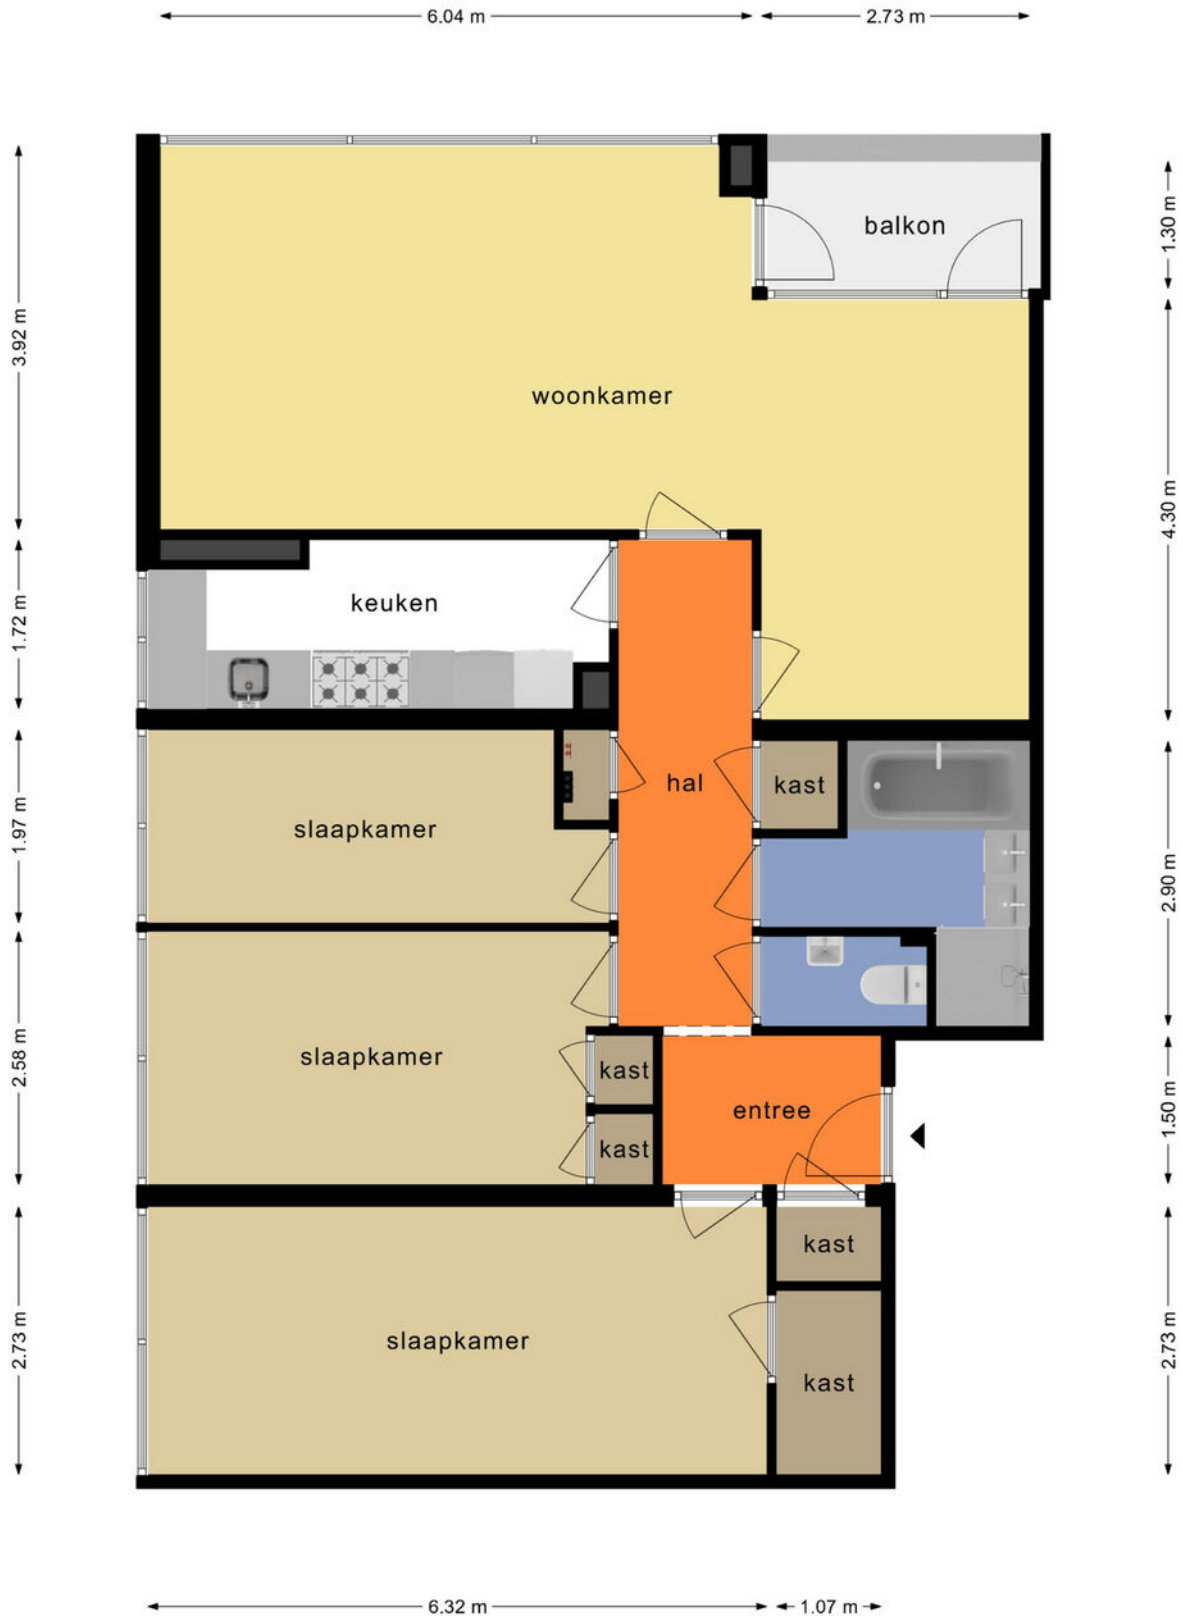 6.04 m
2.73 m
3.92 m
1.72 m
1.97 m
2.58 m
2.73 m
1.30 m
4.30 m
2.90 m
1.50 m
2.73 m
balkon
woonkamer
keuken
hal
kast
slaapkamer
slaapkamer
kast
kast
entree
kast
slaapkamer
kast
6.32 m
1.07 m